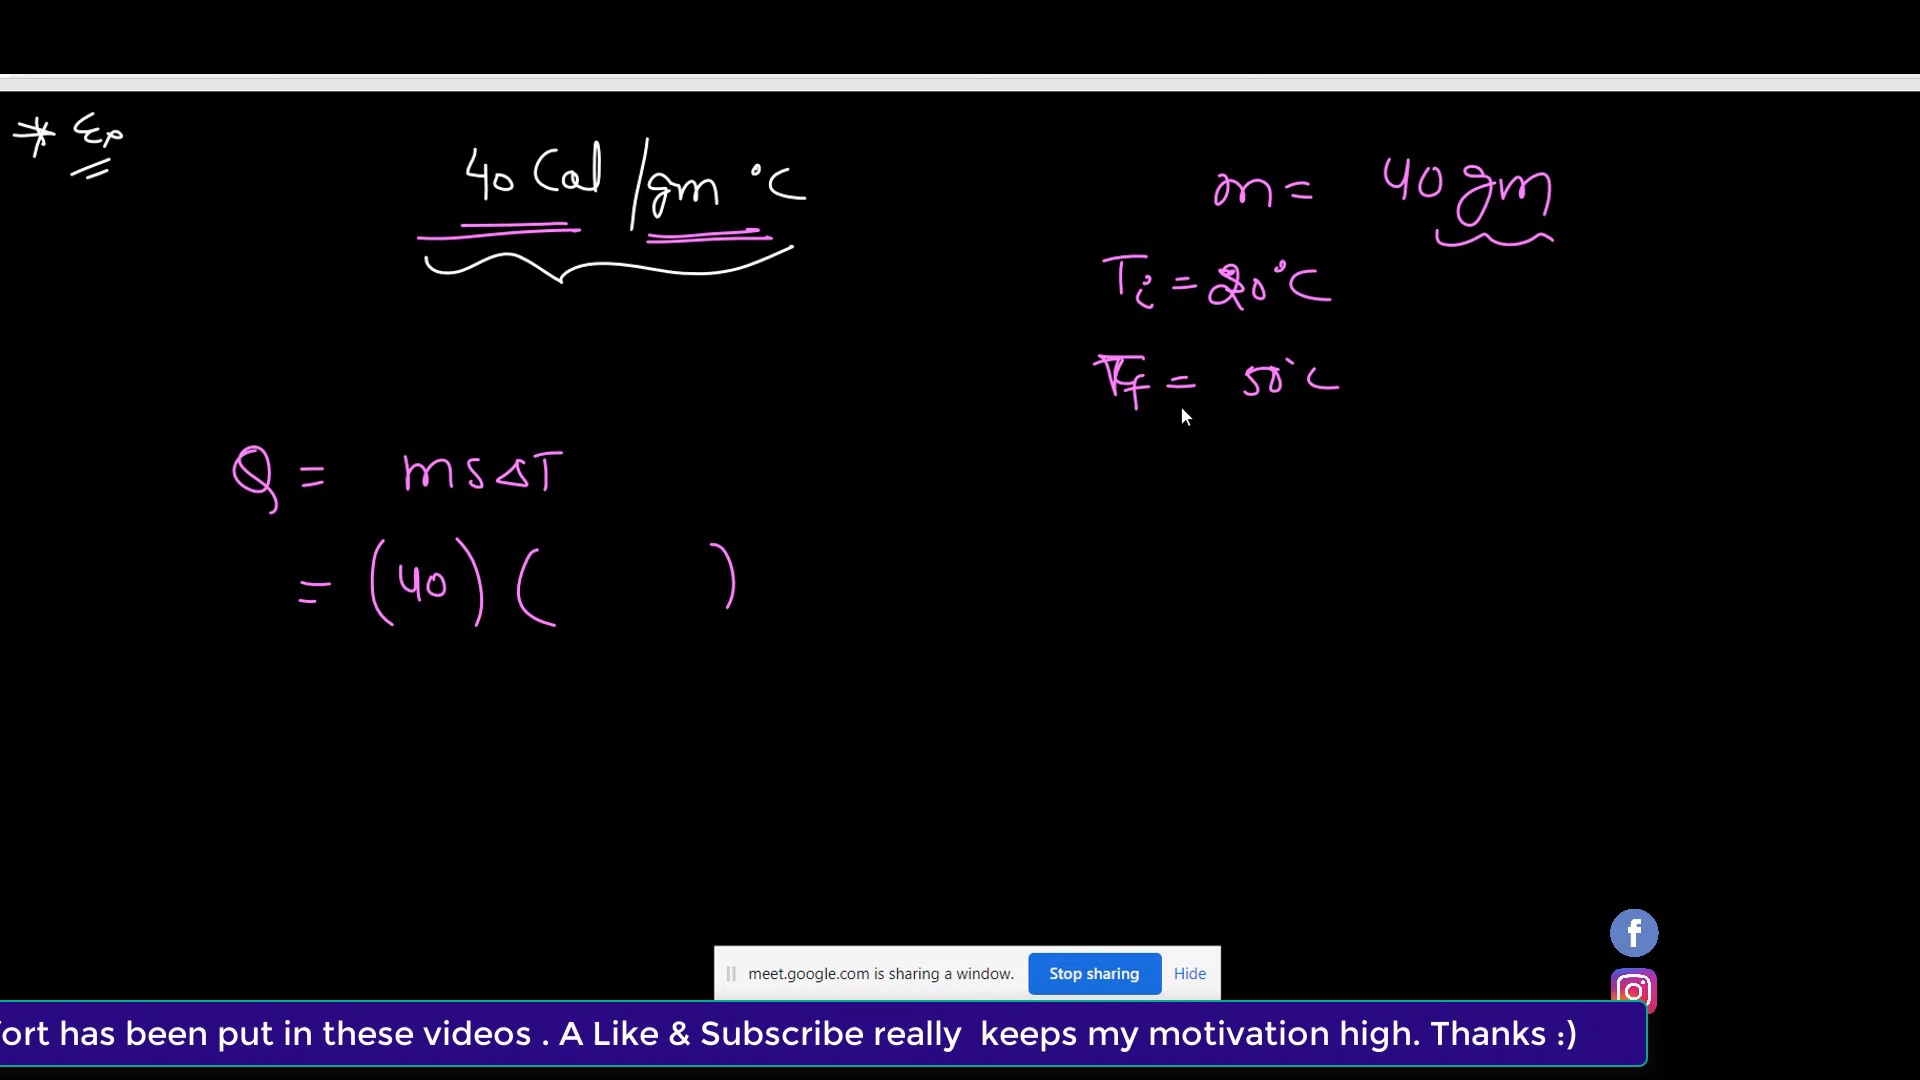 * Ex
40 Cal/gm °C
m = 40 gm
Ti = 20°C
Tf = 50°C
Q = msΔT
= (40) ( )
meet.google.com is sharing a window. Stop sharing Hide
f
ort has been put in these videos . A Like & Subscribe really keeps my motivation high. Thanks :)